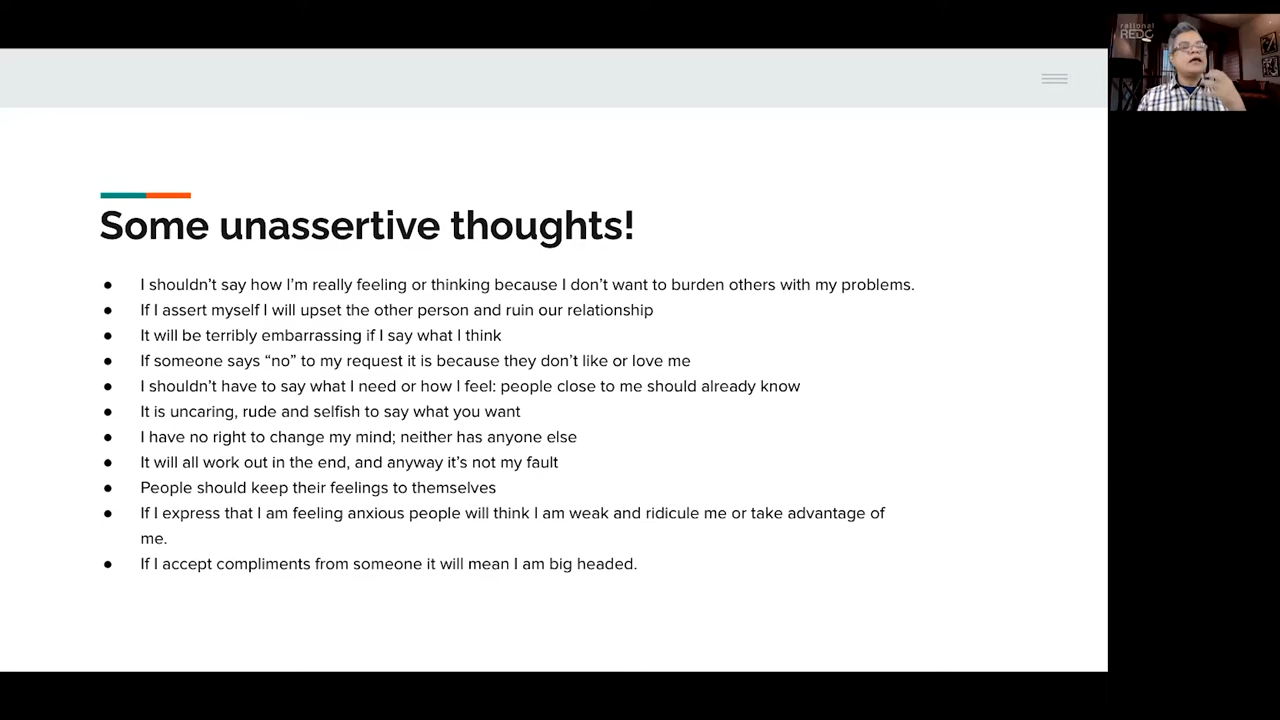 rational
REDC
Some unassertive thoughts!
● I shouldn’t say how I’m really feeling or thinking because I don’t want to burden others with my problems.
● If I assert myself I will upset the other person and ruin our relationship
● It will be terribly embarrassing if I say what I think
● If someone says “no” to my request it is because they don’t like or love me
● I shouldn’t have to say what I need or how I feel: people close to me should already know
● It is uncaring, rude and selfish to say what you want
● I have no right to change my mind; neither has anyone else
● It will all work out in the end, and anyway it’s not my fault
● People should keep their feelings to themselves
● If I express that I am feeling anxious people will think I am weak and ridicule me or take advantage of
me.
● If I accept compliments from someone it will mean I am big headed.